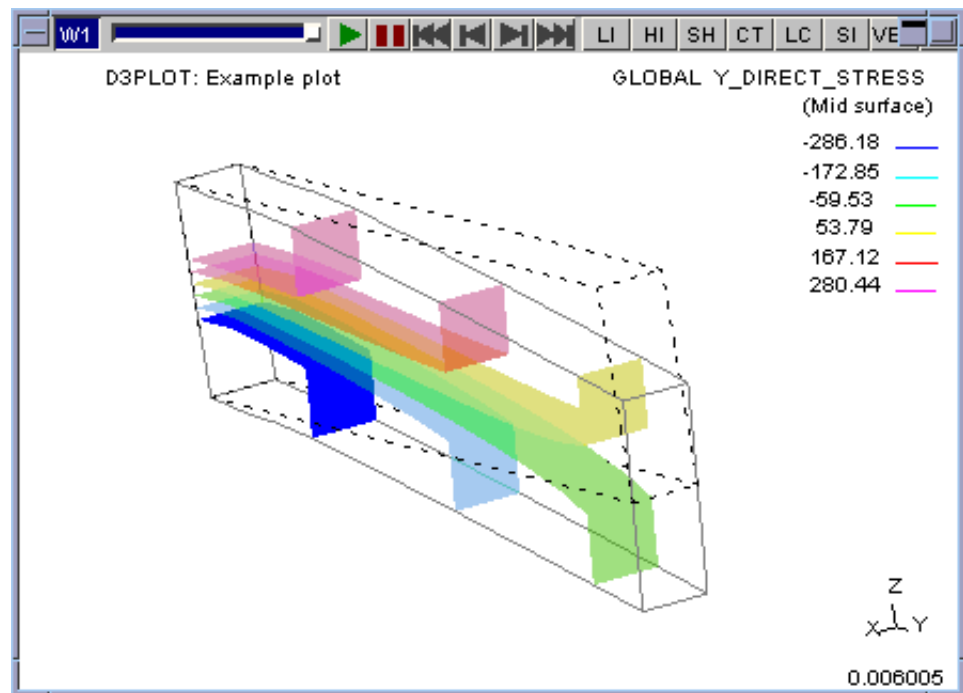 W1 LI HI SH CT LC SI VE
D3PLOT: Example plot
GLOBAL Y_DIRECT_STRESS
(Mid surface)
-286.18
-172.85
-59.53
53.79
167.12
280.44
Z
X Y
0.006005